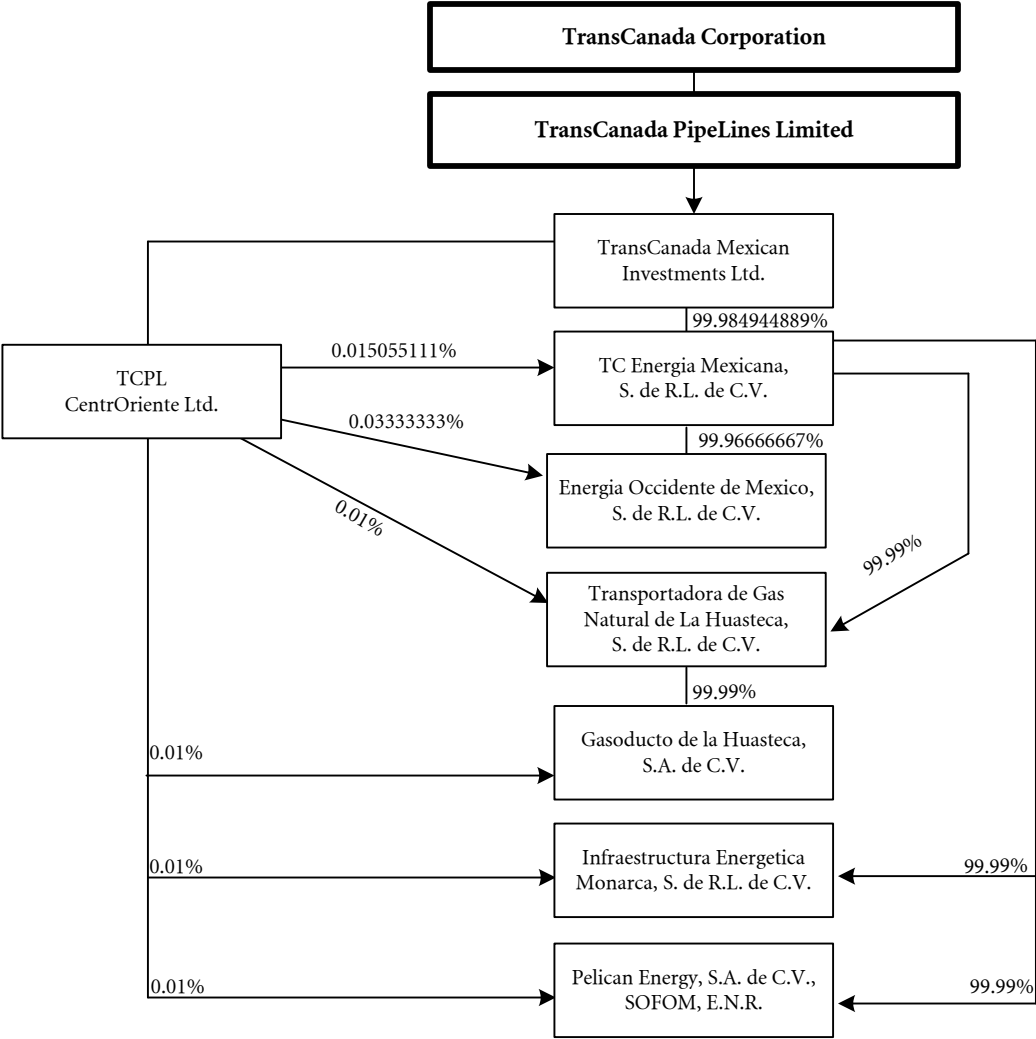 TransCanada Corporation
TransCanada PipeLines Limited
TransCanada Mexican
Investments Ltd.
99.984944889%
TCPL
CentrOriente Ltd.
0.015055111%
TC Energia Mexicana,
S. de R.L. de C.V.
0.03333333%
99.96666667%
Energia Occidente de Mexico,
S. de R.L. de C.V.
0.01%
99.99%
Transportadora de Gas
Natural de La Huasteca,
S. de R.L. de C.V.
99.99%
Gasoducto de la Huasteca,
S.A. de C.V.
0.01%
Infraestructura Energetica
Monarca, S. de R.L. de C.V.
0.01%
99.99%
Pelican Energy, S.A. de C.V.,
SOFOM, E.N.R.
0.01%
99.99%